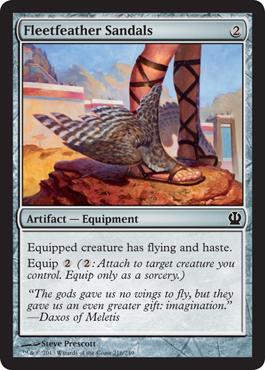 Fleetfeather Sandals 2
Artifact — Equipment
Equipped creature has flying and haste.
Equip 2 (2: Attach to target creature you
control. Equip only as a sorcery.)
"The gods gave us no wings to fly, but they
gave us an even greater gift: imagination."
—Daxos of Meletis
Steve Prescott
™ & © 2013 Wizards of the Coast 216/249